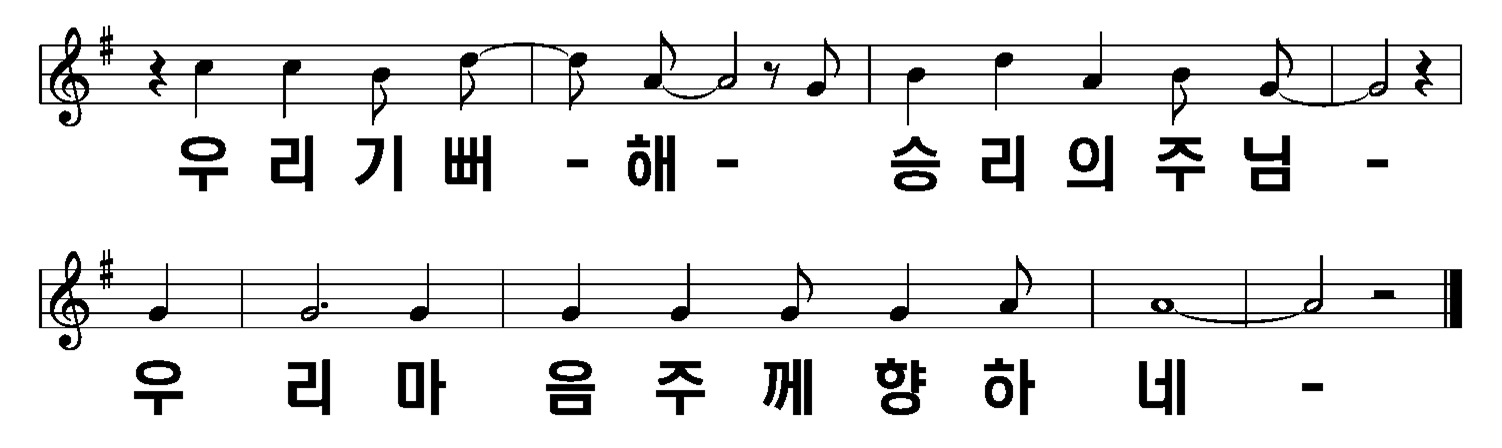 우 리 기 뻐 - 해 - 승 리 의 주 님 -
우 리 마 음 주 께 향 하 네 -